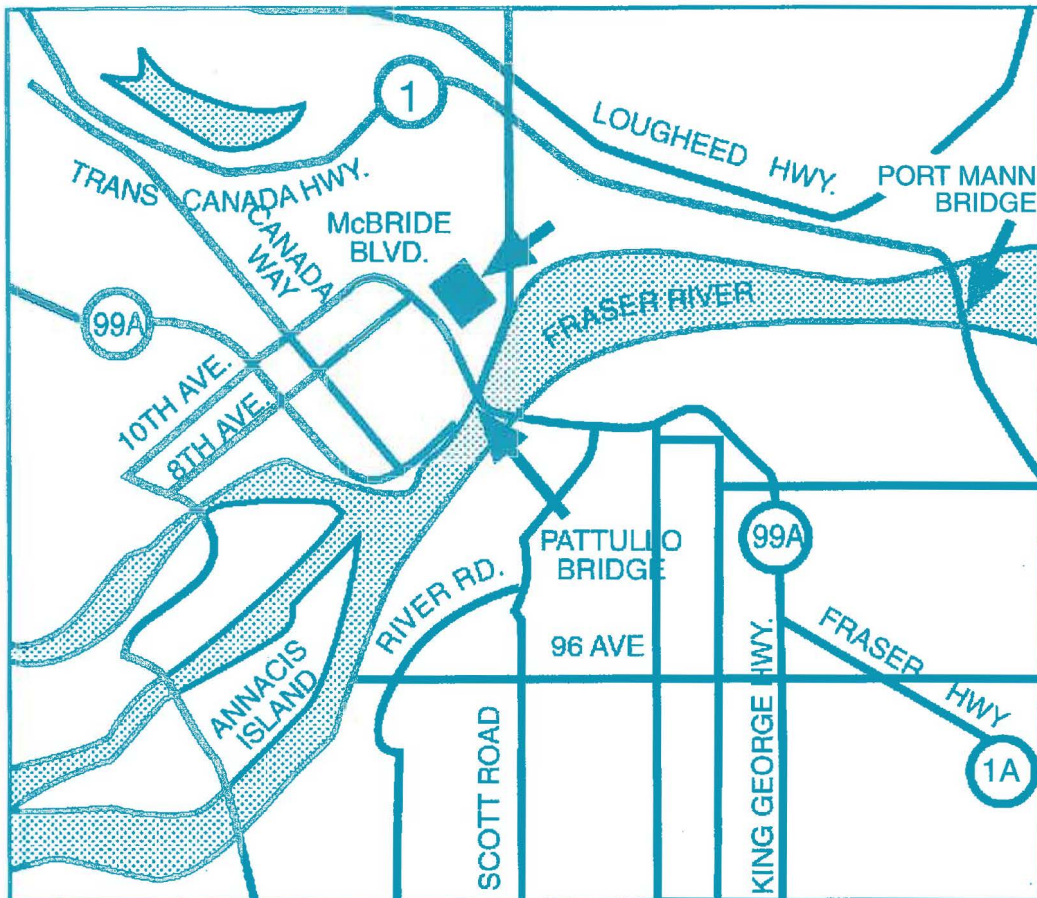 1
LOUGHEED HWY.
TRANS CANADA HWY.
PORT MANN
BRIDGE
CANADA
WAY
McBRIDE
BLVD.
99A
FRASER RIVER
10TH AVE.
8TH AVE.
PATTULLO
BRIDGE
99A
RIVER RD.
96 AVE
FRASER HWY
ANNACIS
ISLAND
1A
SCOTT ROAD
KING GEORGE HWY.